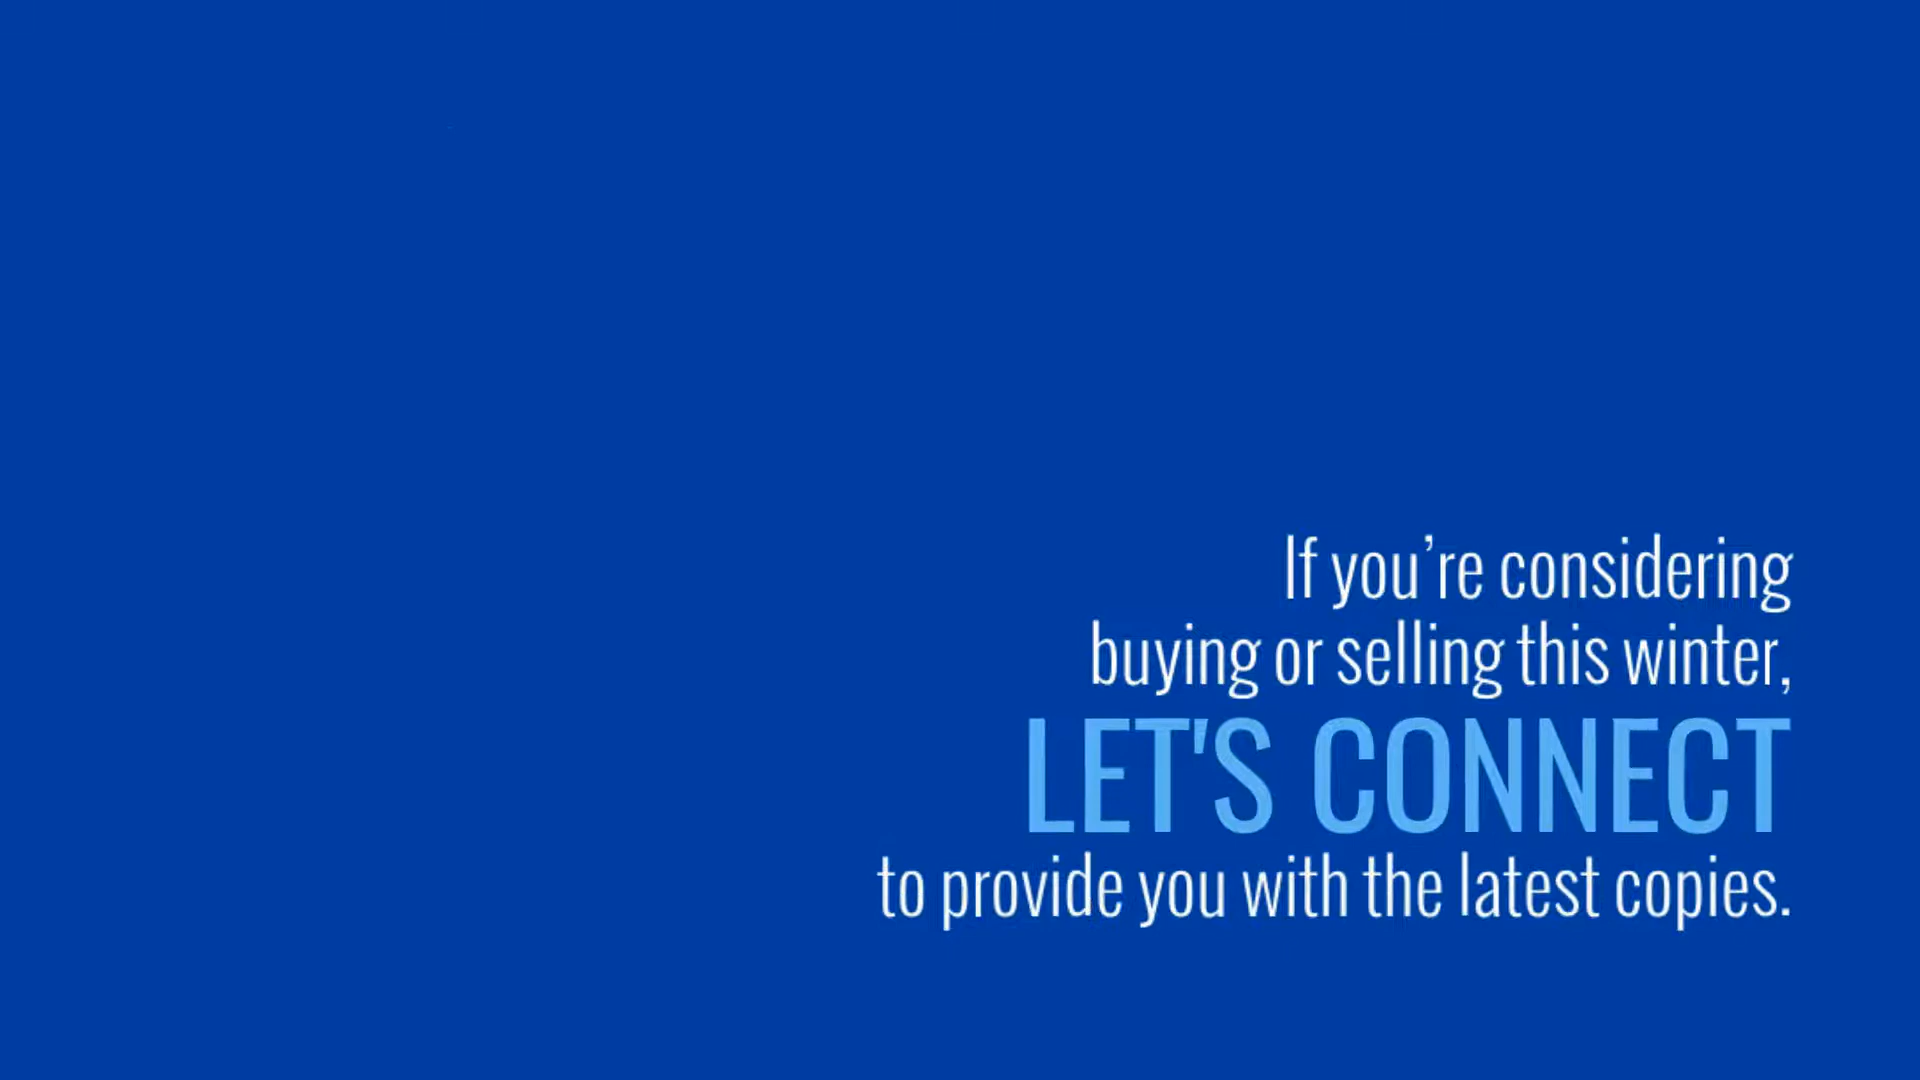 If you’re considering
buying or selling this winter,
LET'S CONNECT
to provide you with the latest copies.